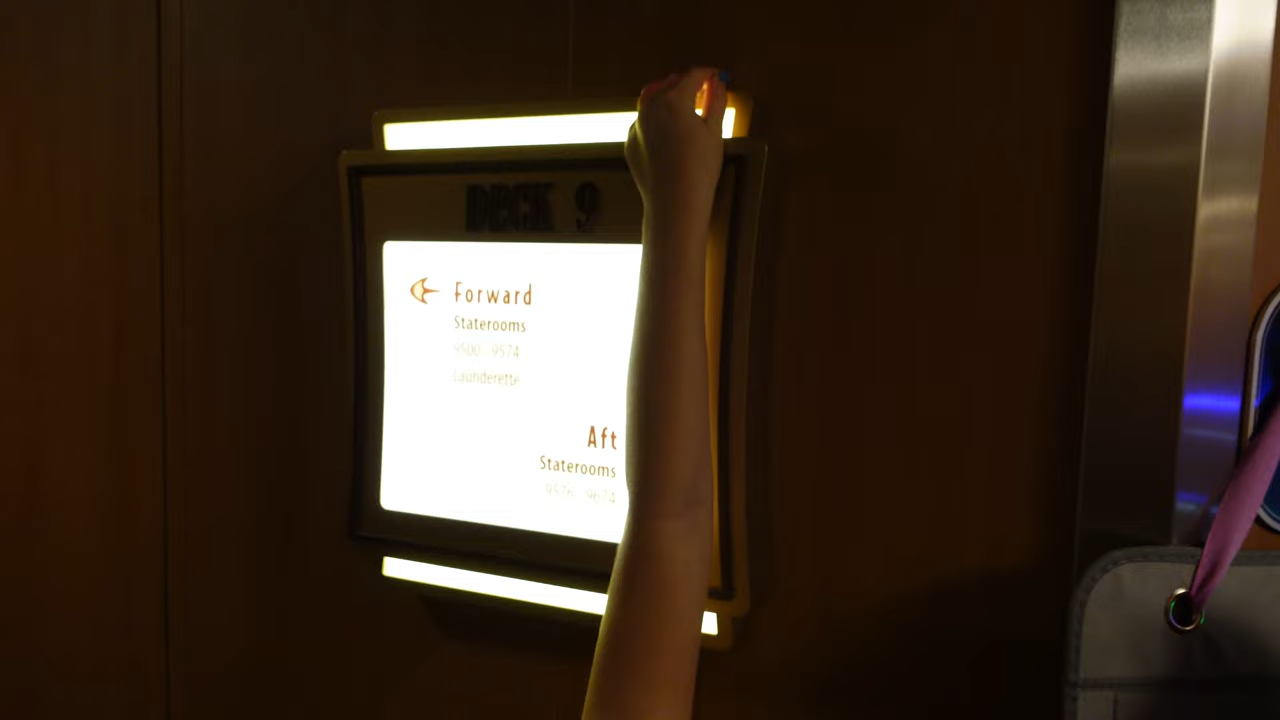 DECK 9
Forward
Staterooms
9500 - 9574
Launderette
Aft
Staterooms
9576 - 9674